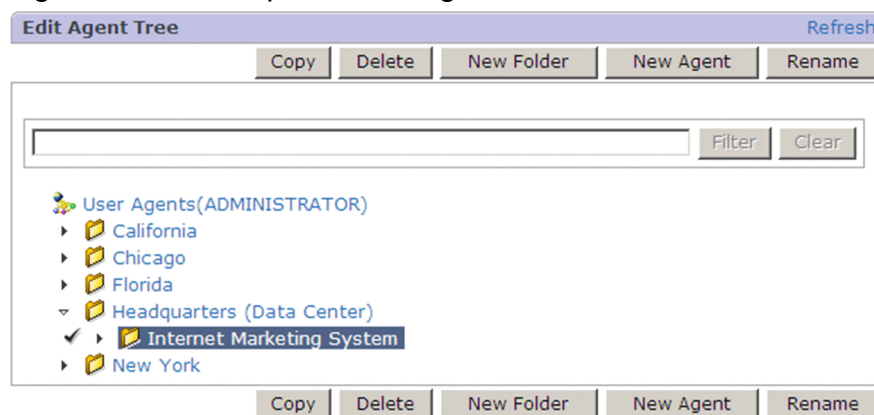 Edit Agent Tree Refresh
Copy Delete New Folder New Agent Rename
Filter Clear
User Agents(ADMINISTRATOR)
California
Chicago
Florida
Headquarters (Data Center)
Internet Marketing System
New York
Copy Delete New Folder New Agent Rename